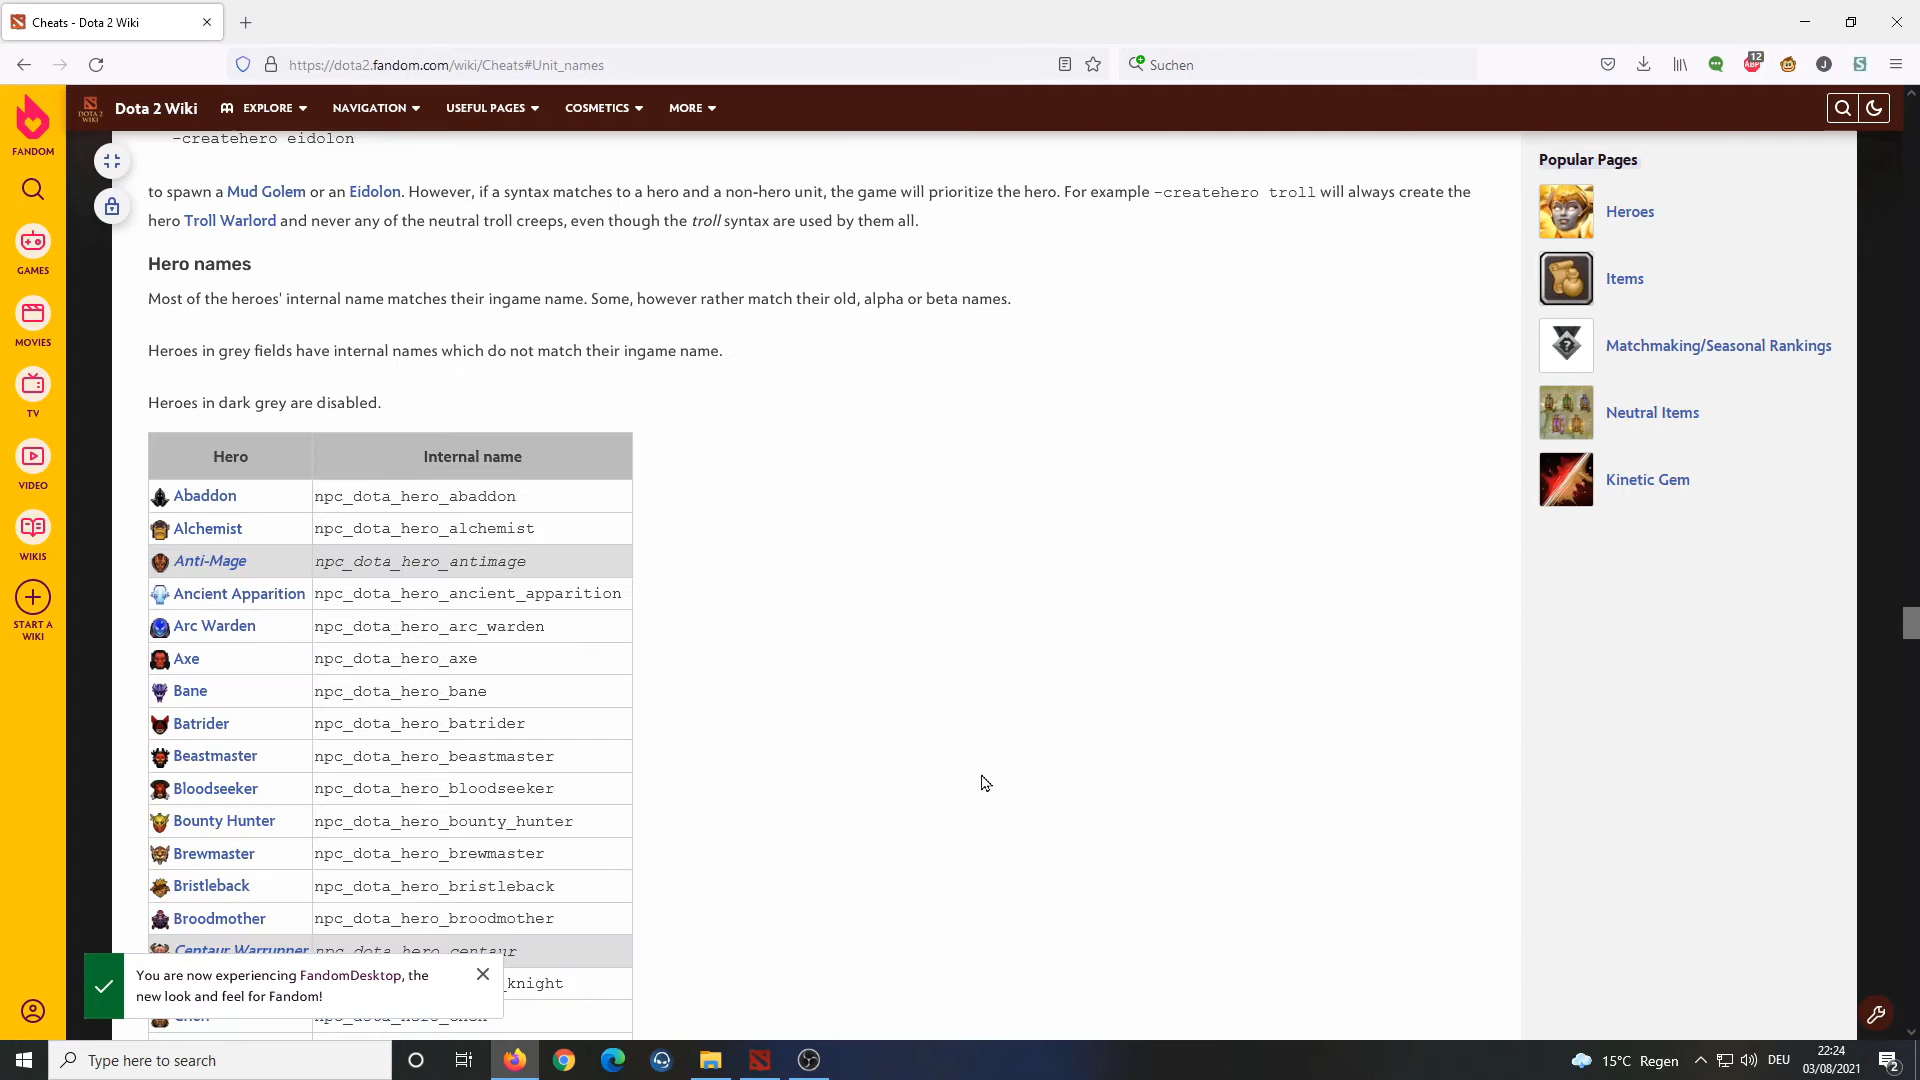 Cheats - Dota 2 Wiki
https://dota2.fandom.com/wiki/Cheats#Unit_names
Suchen
12
ABP
J
S
DOTA 2
WIKI
Dota 2 Wiki
EXPLORE
NAVIGATION
USEFUL PAGES
COSMETICS
MORE
FANDOM
GAMES
MOVIES
TV
VIDEO
WIKIS
START A
WIKI
-createhero eidolon
to spawn a Mud Golem or an Eidolon. However, if a syntax matches to a hero and a non-hero unit, the game will prioritize the hero. For example -createhero troll will always create the
hero Troll Warlord and never any of the neutral troll creeps, even though the troll syntax are used by them all.
Hero names
Most of the heroes' internal name matches their ingame name. Some, however rather match their old, alpha or beta names.
Heroes in grey fields have internal names which do not match their ingame name.
Heroes in dark grey are disabled.
Hero Internal name
Abaddon npc_dota_hero_abaddon
Alchemist npc_dota_hero_alchemist
Anti-Mage npc_dota_hero_antimage
Ancient Apparition npc_dota_hero_ancient_apparition
Arc Warden npc_dota_hero_arc_warden
Axe npc_dota_hero_axe
Bane npc_dota_hero_bane
Batrider npc_dota_hero_batrider
Beastmaster npc_dota_hero_beastmaster
Bloodseeker npc_dota_hero_bloodseeker
Bounty Hunter npc_dota_hero_bounty_hunter
Brewmaster npc_dota_hero_brewmaster
Bristleback npc_dota_hero_bristleback
Broodmother npc_dota_hero_broodmother
Centaur Warrunner npc_dota_hero_centaur
_knight
You are now experiencing FandomDesktop, the
new look and feel for Fandom!
Popular Pages
Heroes
Items
Matchmaking/Seasonal Rankings
Neutral Items
Kinetic Gem
Type here to search
15°C Regen
DEU
22:24
03/08/2021
2